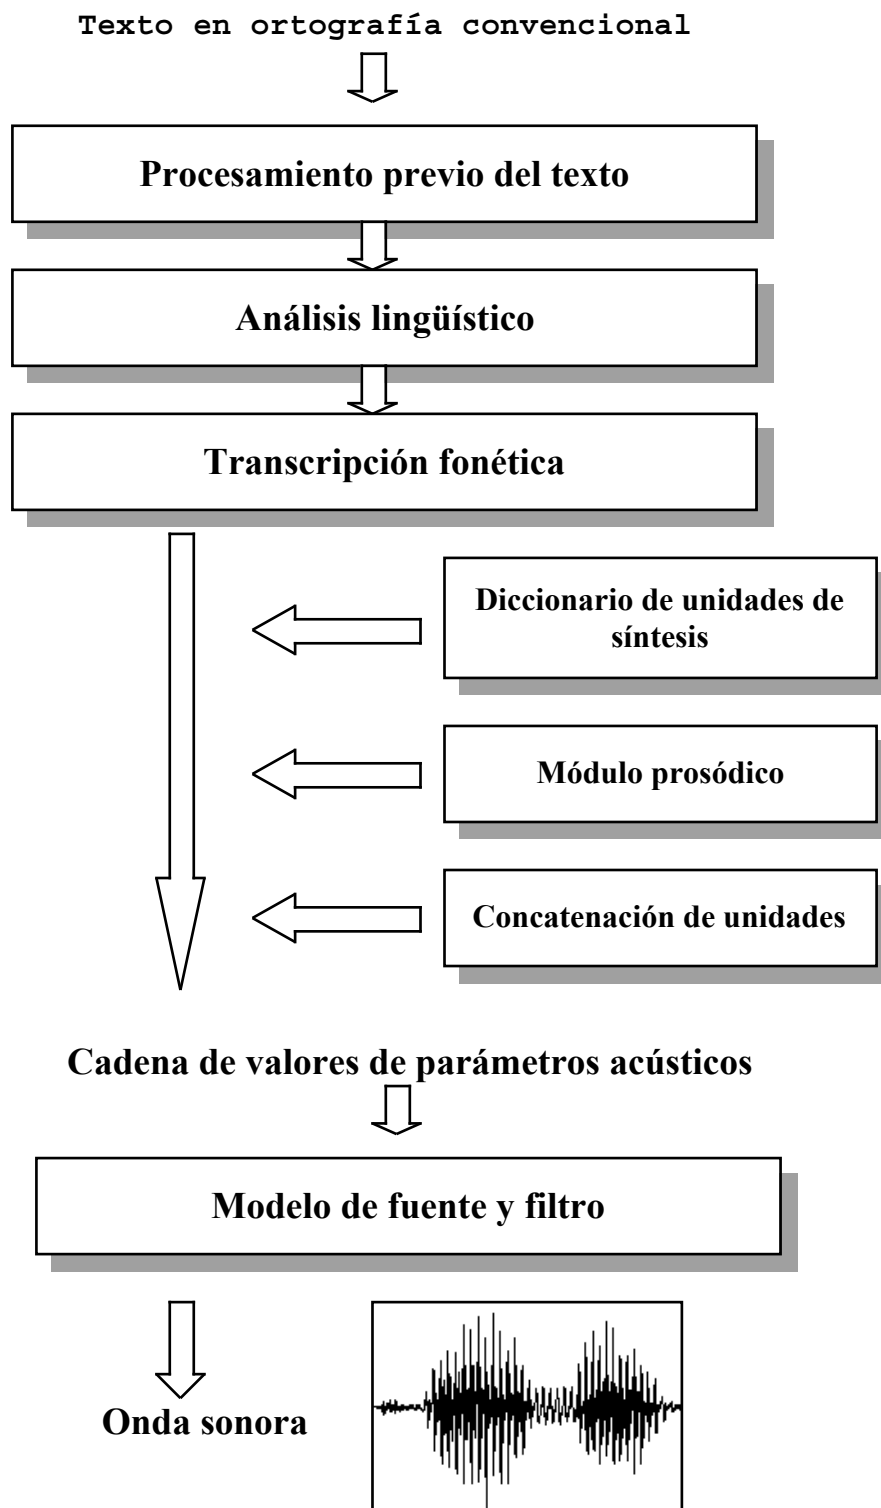 Texto en ortografía convencional
Procesamiento previo del texto
Análisis lingüístico
Transcripción fonética
Diccionario de unidades de
síntesis
Módulo prosódico
Concatenación de unidades
Cadena de valores de parámetros acústicos
Modelo de fuente y filtro
Onda sonora